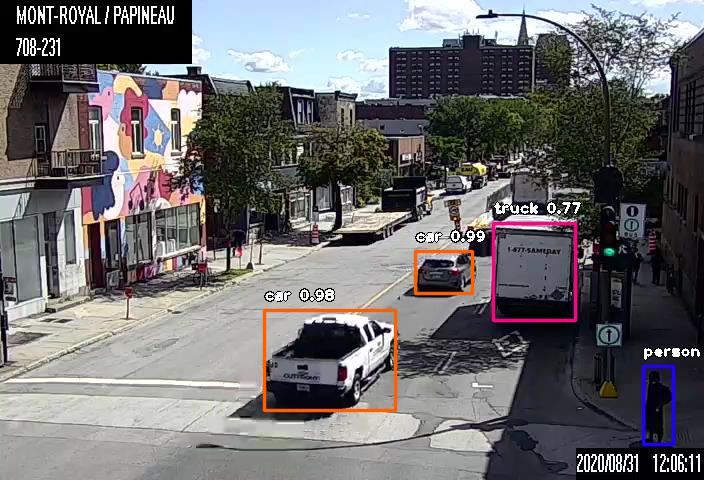 MONT-ROYAL / PAPINEAU
708-231
truck 0.77
car 0.99
1-877-SAMEDAY
car 0.98
person
2020/08/31 12:06:11